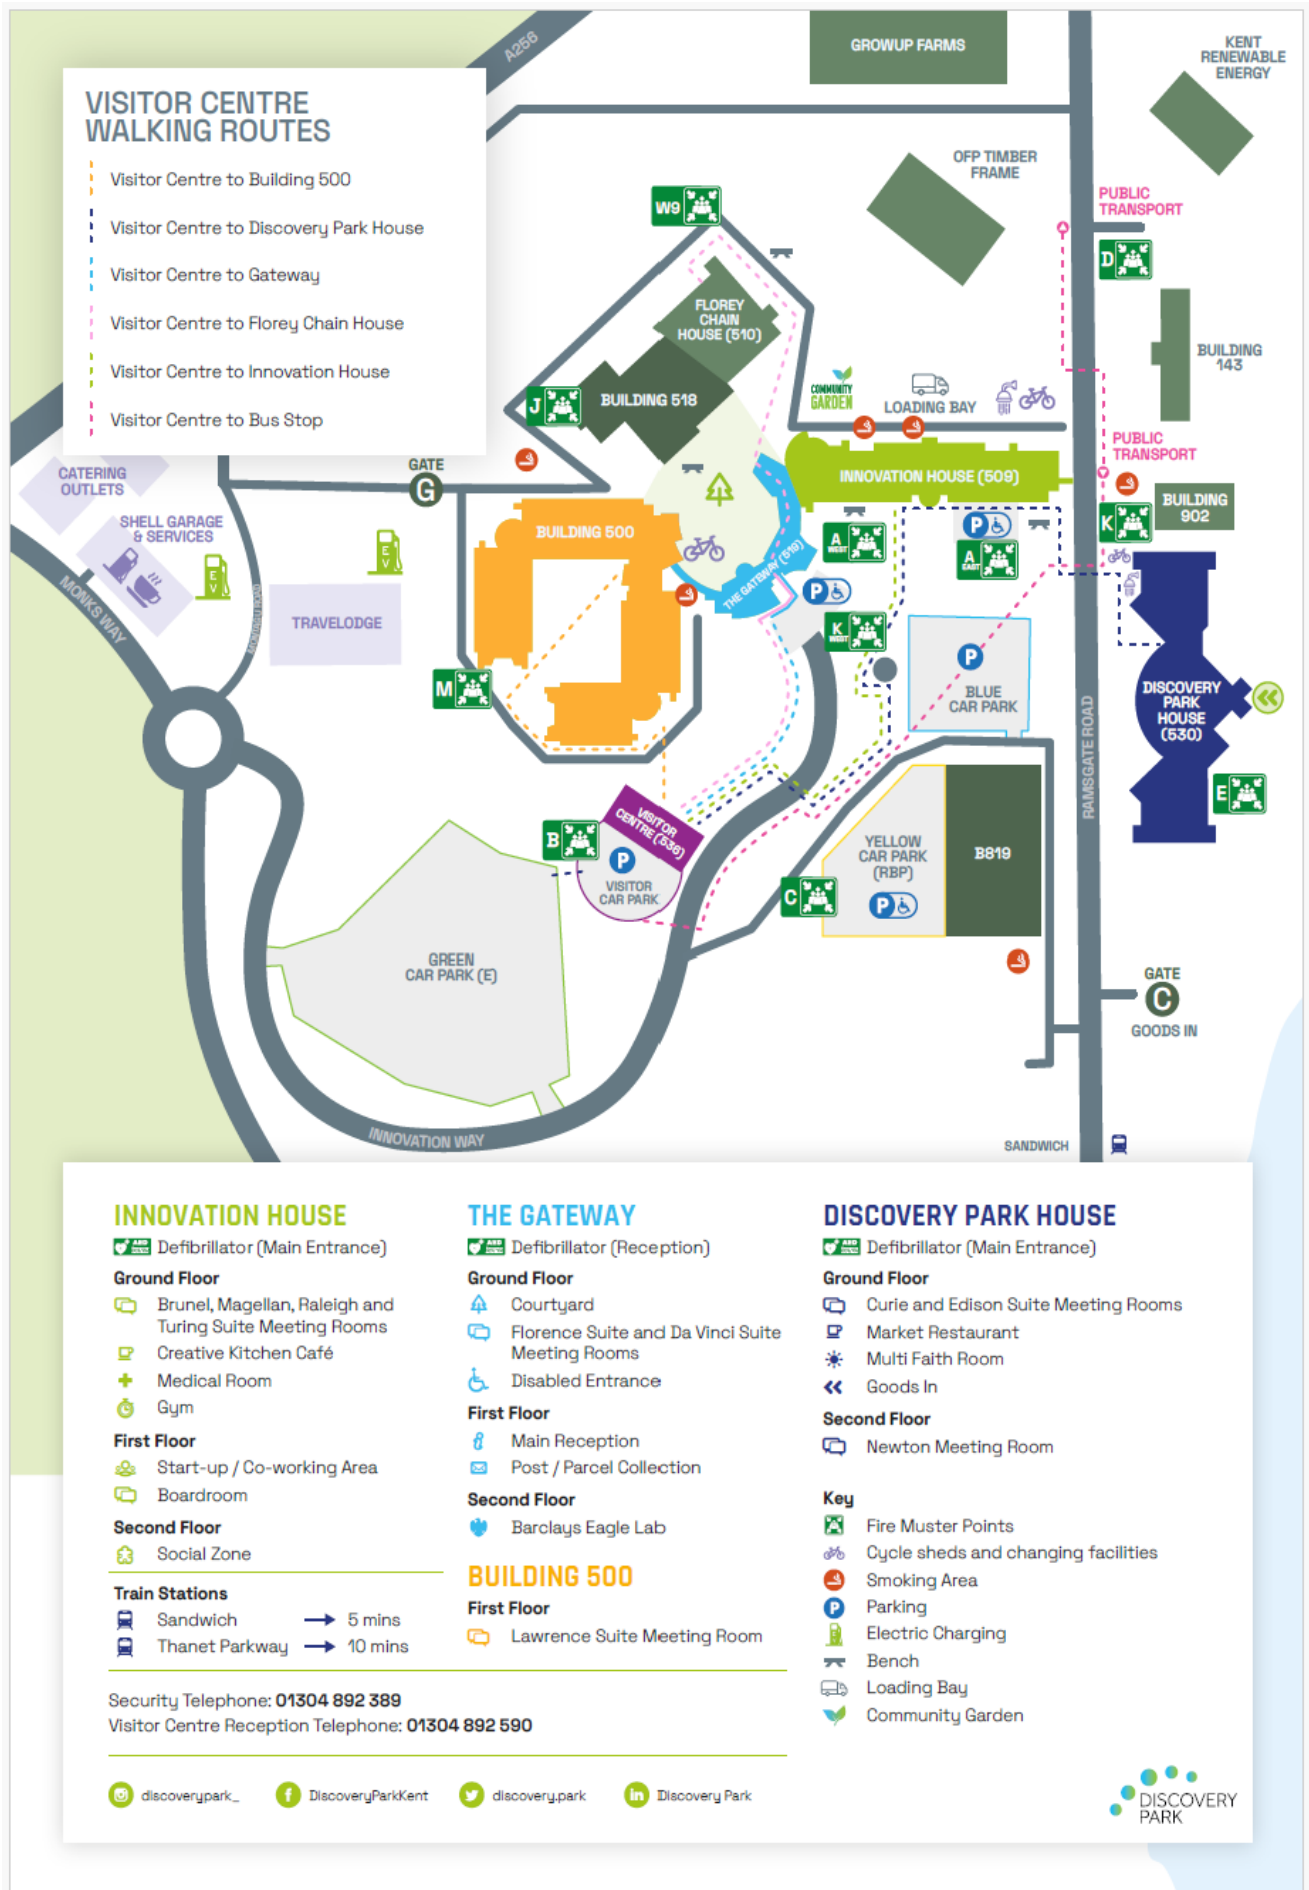 A256
GROWUP FARMS
KENT
RENEWABLE
ENERGY
VISITOR CENTRE
WALKING ROUTES
Visitor Centre to Building 500
Visitor Centre to Discovery Park House
Visitor Centre to Gateway
Visitor Centre to Florey Chain House
Visitor Centre to Innovation House
Visitor Centre to Bus Stop
OFP TIMBER
FRAME
PUBLIC
TRANSPORT
W9
D
FLOREY
CHAIN
HOUSE (510)
BUILDING
143
BUILDING 518
J
COMMUNITY
GARDEN
LOADING BAY
PUBLIC
TRANSPORT
GATE
G
CATERING
OUTLETS
INNOVATION HOUSE (509)
BUILDING
902
K
SHELL GARAGE
& SERVICES
EV
EV
BUILDING 500
A
WEST
P
A
EAST
THE GATEWAY (519)
P
MONKS WAY
MONTAGU ROAD
TRAVELODGE
K
WEST
P
BLUE
CAR PARK
M
DISCOVERY
PARK
HOUSE
(530)
RAMSGATE ROAD
E
VISITOR
CENTRE (536)
B
P
VISITOR
CAR PARK
YELLOW
CAR PARK
(RBP)
P
B819
C
GREEN
CAR PARK (E)
GATE
C
GOODS IN
INNOVATION WAY
SANDWICH
INNOVATION HOUSE
AED
Defibrillator (Main Entrance)
Ground Floor
Brunel, Magellan, Raleigh and
Turing Suite Meeting Rooms
Creative Kitchen Café
Medical Room
Gym
First Floor
Start-up / Co-working Area
Boardroom
Second Floor
Social Zone
Train Stations
Sandwich → 5 mins
Thanet Parkway → 10 mins
THE GATEWAY
AED
Defibrillator (Reception)
Ground Floor
Courtyard
Florence Suite and Da Vinci Suite
Meeting Rooms
Disabled Entrance
First Floor
Main Reception
Post / Parcel Collection
Second Floor
Barclays Eagle Lab
BUILDING 500
First Floor
Lawrence Suite Meeting Room
DISCOVERY PARK HOUSE
AED
Defibrillator (Main Entrance)
Ground Floor
Curie and Edison Suite Meeting Rooms
Market Restaurant
Multi Faith Room
Goods In
Second Floor
Newton Meeting Room
Key
Fire Muster Points
Cycle sheds and changing facilities
Smoking Area
P Parking
Electric Charging
Bench
Loading Bay
Community Garden
Security Telephone: 01304 892 389
Visitor Centre Reception Telephone: 01304 892 590
discoverypark_
DiscoveryParkKent
discovery.park
Discovery Park
DISCOVERY
PARK